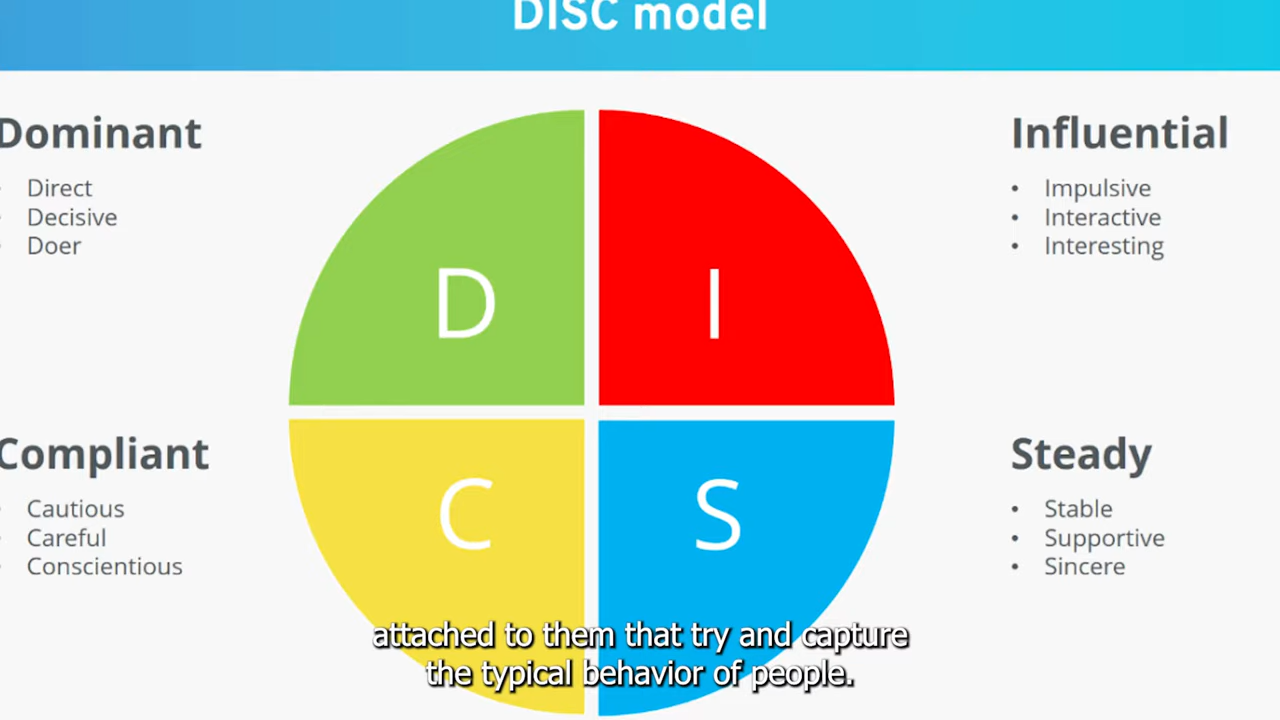 DISC model
Dominant
• Direct
• Decisive
• Doer
Influential
• Impulsive
• Interactive
• Interesting
D
I
C
S
Compliant
• Cautious
• Careful
• Conscientious
Steady
• Stable
• Supportive
• Sincere
attached to them that try and capture
the typical behavior of people.